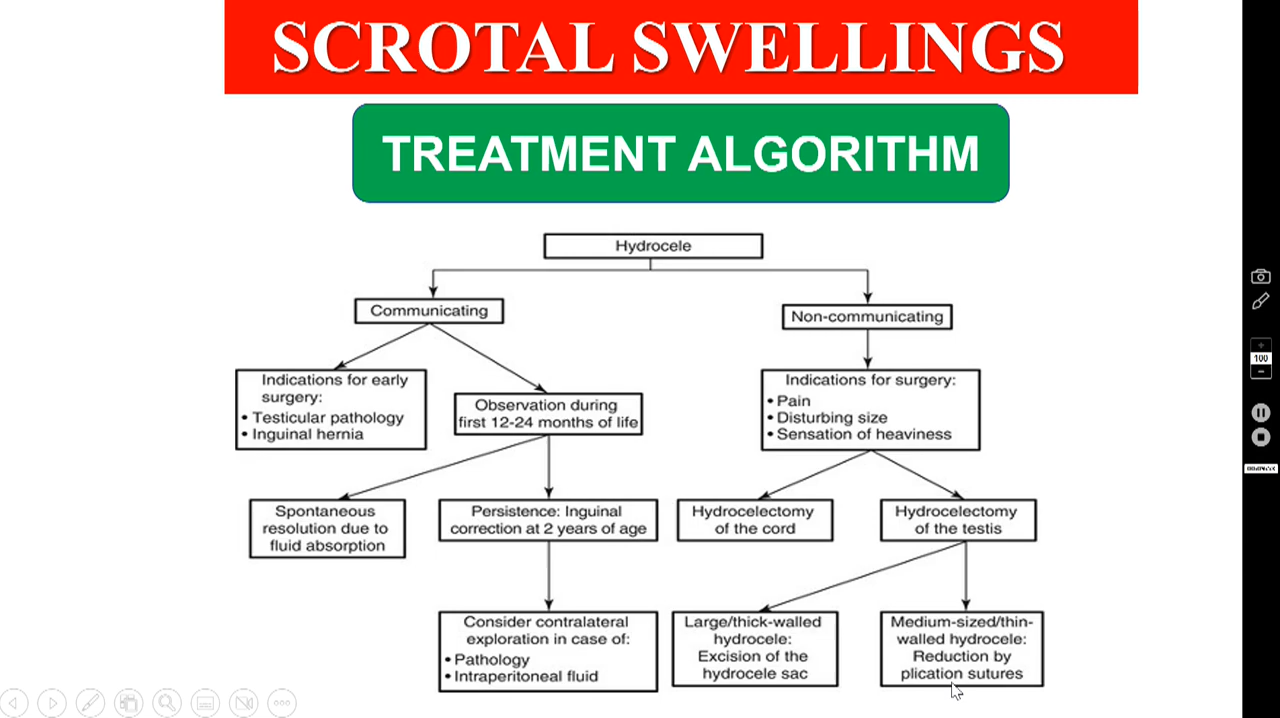 SCROTAL SWELLINGS
TREATMENT ALGORITHM
Hydrocele
Communicating
Non-communicating
Indications for early
surgery:
• Testicular pathology
• Inguinal hernia
Observation during
first 12-24 months of life
Indications for surgery:
• Pain
• Disturbing size
• Sensation of heaviness
Spontaneous
resolution due to
fluid absorption
Persistence: Inguinal
correction at 2 years of age
Hydrocelectomy
of the cord
Hydrocelectomy
of the testis
Consider contralateral
exploration in case of:
• Pathology
• Intraperitoneal fluid
Large/thick-walled
hydrocele:
Excision of the
hydrocele sac
Medium-sized/thin-
walled hydrocele:
Reduction by
plication sutures
100